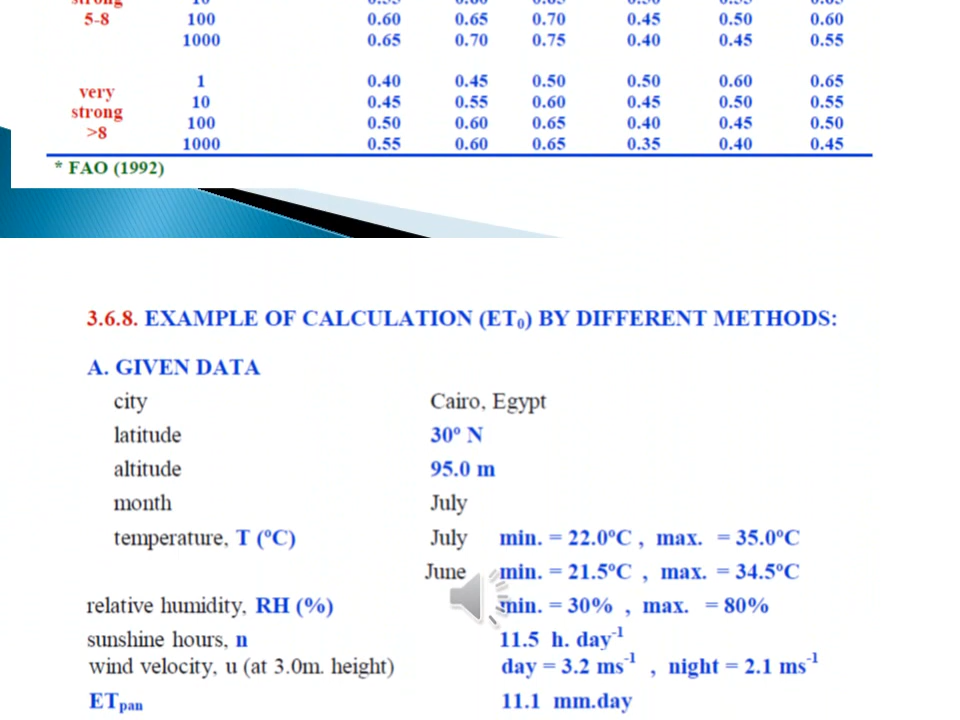 5-8 100 0.60 0.65 0.70 0.45 0.50 0.60
1000 0.65 0.70 0.75 0.40 0.45 0.55
very strong >8
1 0.40 0.45 0.50 0.50 0.60 0.65
10 0.45 0.55 0.60 0.45 0.50 0.55
100 0.50 0.60 0.65 0.40 0.45 0.50
1000 0.55 0.60 0.65 0.35 0.40 0.45
* FAO (1992)
3.6.8. EXAMPLE OF CALCULATION (ET₀) BY DIFFERENT METHODS:
A. GIVEN DATA
city Cairo, Egypt
latitude 30º N
altitude 95.0 m
month July
temperature, T (ºC) July min. = 22.0ºC , max. = 35.0ºC
June min. = 21.5ºC , max. = 34.5ºC
relative humidity, RH (%) min. = 30% , max. = 80%
sunshine hours, n 11.5 h. day⁻¹
wind velocity, u (at 3.0m. height) day = 3.2 ms⁻¹ , night = 2.1 ms⁻¹
ETpan 11.1 mm.day